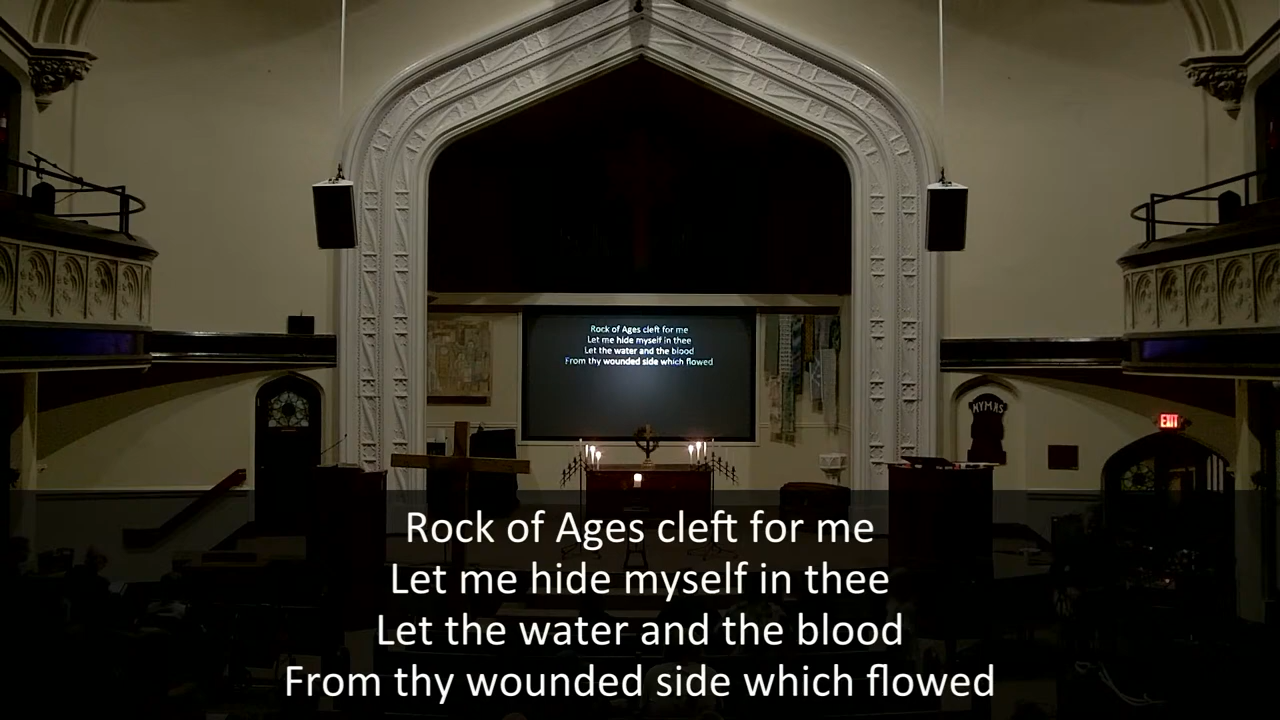 Rock of Ages cleft for me
Let me hide myself in thee
Let the water and the blood
From thy wounded side which flowed
HYMNS
EXIT
Rock of Ages cleft for me
Let me hide myself in thee
Let the water and the blood
From thy wounded side which flowed